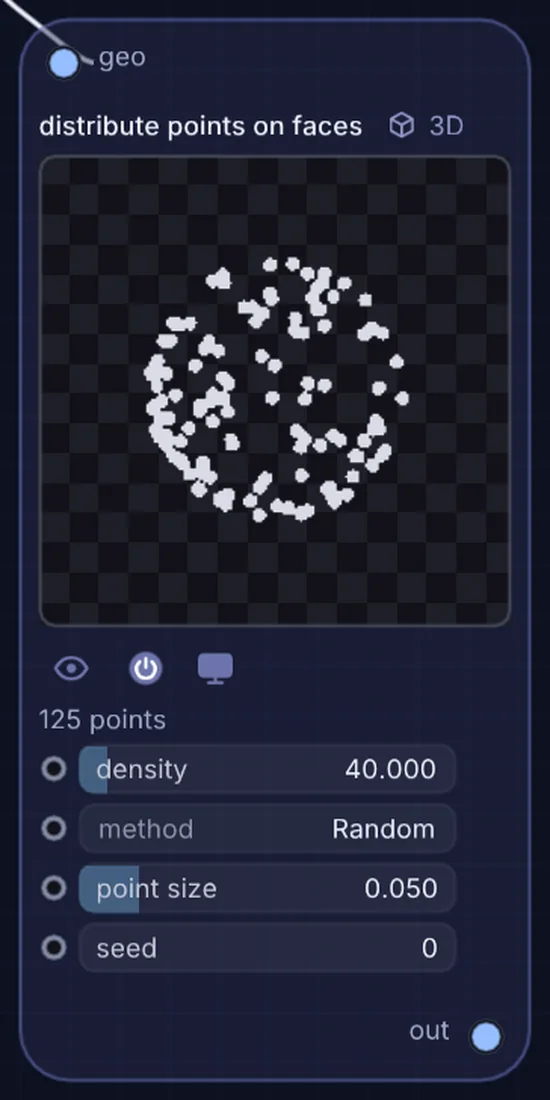 geo
distribute points on faces 3D
125 points
density 40.000
method Random
point size 0.050
seed 0
out